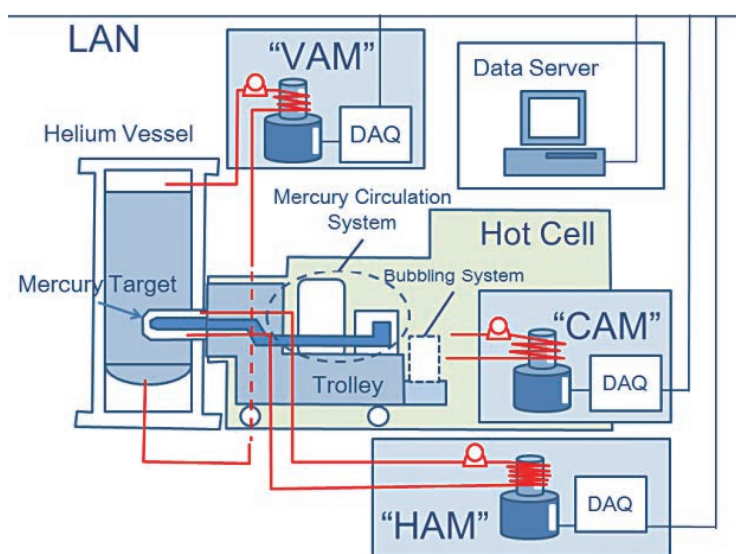 LAN
“VAM”
DAQ
Data Server
Helium Vessel
Mercury Circulation
System
Hot Cell
Bubbling System
Mercury Target
“CAM”
DAQ
Trolley
“HAM”
DAQ